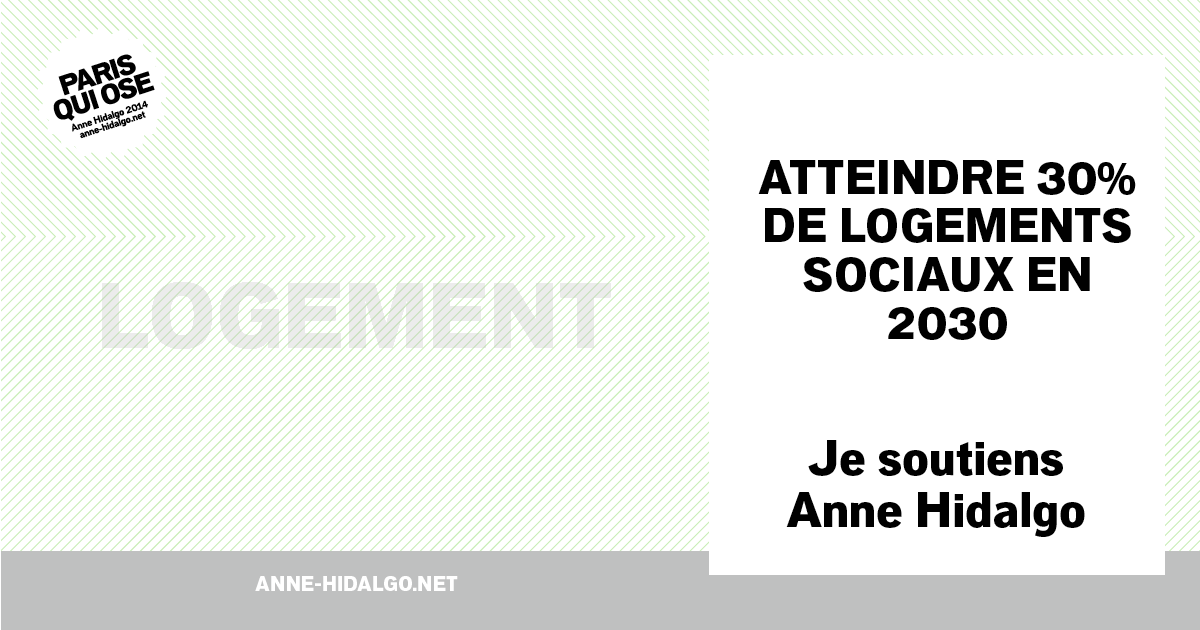 PARIS
QUI OSE
Anne Hidalgo 2014
anne-hidalgo.net
LOGEMENT
ATTEINDRE 30%
DE LOGEMENTS
SOCIAUX EN
2030
Je soutiens
Anne Hidalgo
ANNE-HIDALGO.NET